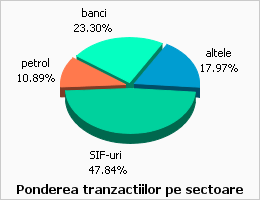 banci
23.30%
altele
17.97%
petrol
10.89%
SIF-uri
47.84%
Ponderea tranzactiilor pe sectoare